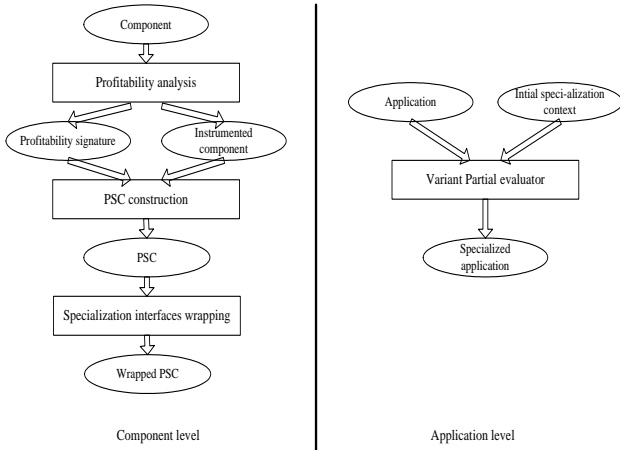 Component
Profitability analysis
Profitability signature
Instrumented
component
PSC construction
PSC
Specialization interfaces wrapping
Wrapped PSC
Component level
Application
Intial speci-alization
context
Variant Partial evaluator
Specialized
application
Application level